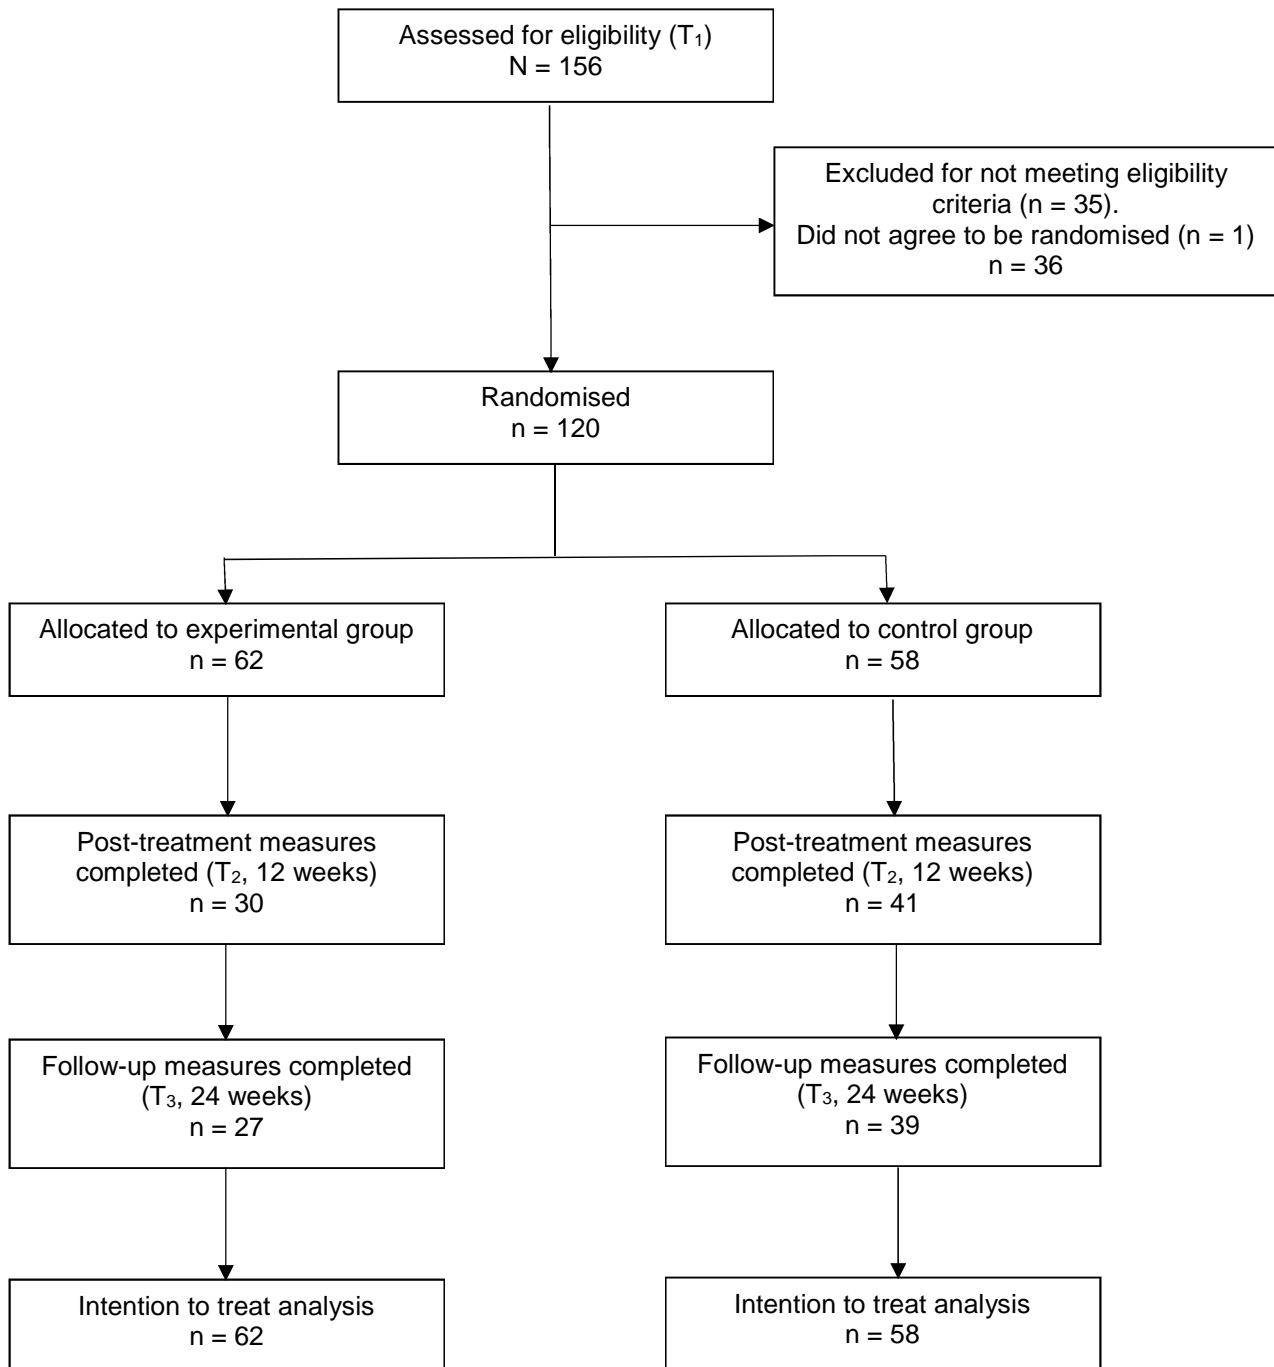 Assessed for eligibility (T₁)
N = 156
Excluded for not meeting eligibility
criteria (n = 35).
Did not agree to be randomised (n = 1)
n = 36
Randomised
n = 120
Allocated to experimental group
n = 62
Allocated to control group
n = 58
Post-treatment measures
completed (T₂, 12 weeks)
n = 30
Post-treatment measures
completed (T₂, 12 weeks)
n = 41
Follow-up measures completed
(T₃, 24 weeks)
n = 27
Follow-up measures completed
(T₃, 24 weeks)
n = 39
Intention to treat analysis
n = 62
Intention to treat analysis
n = 58